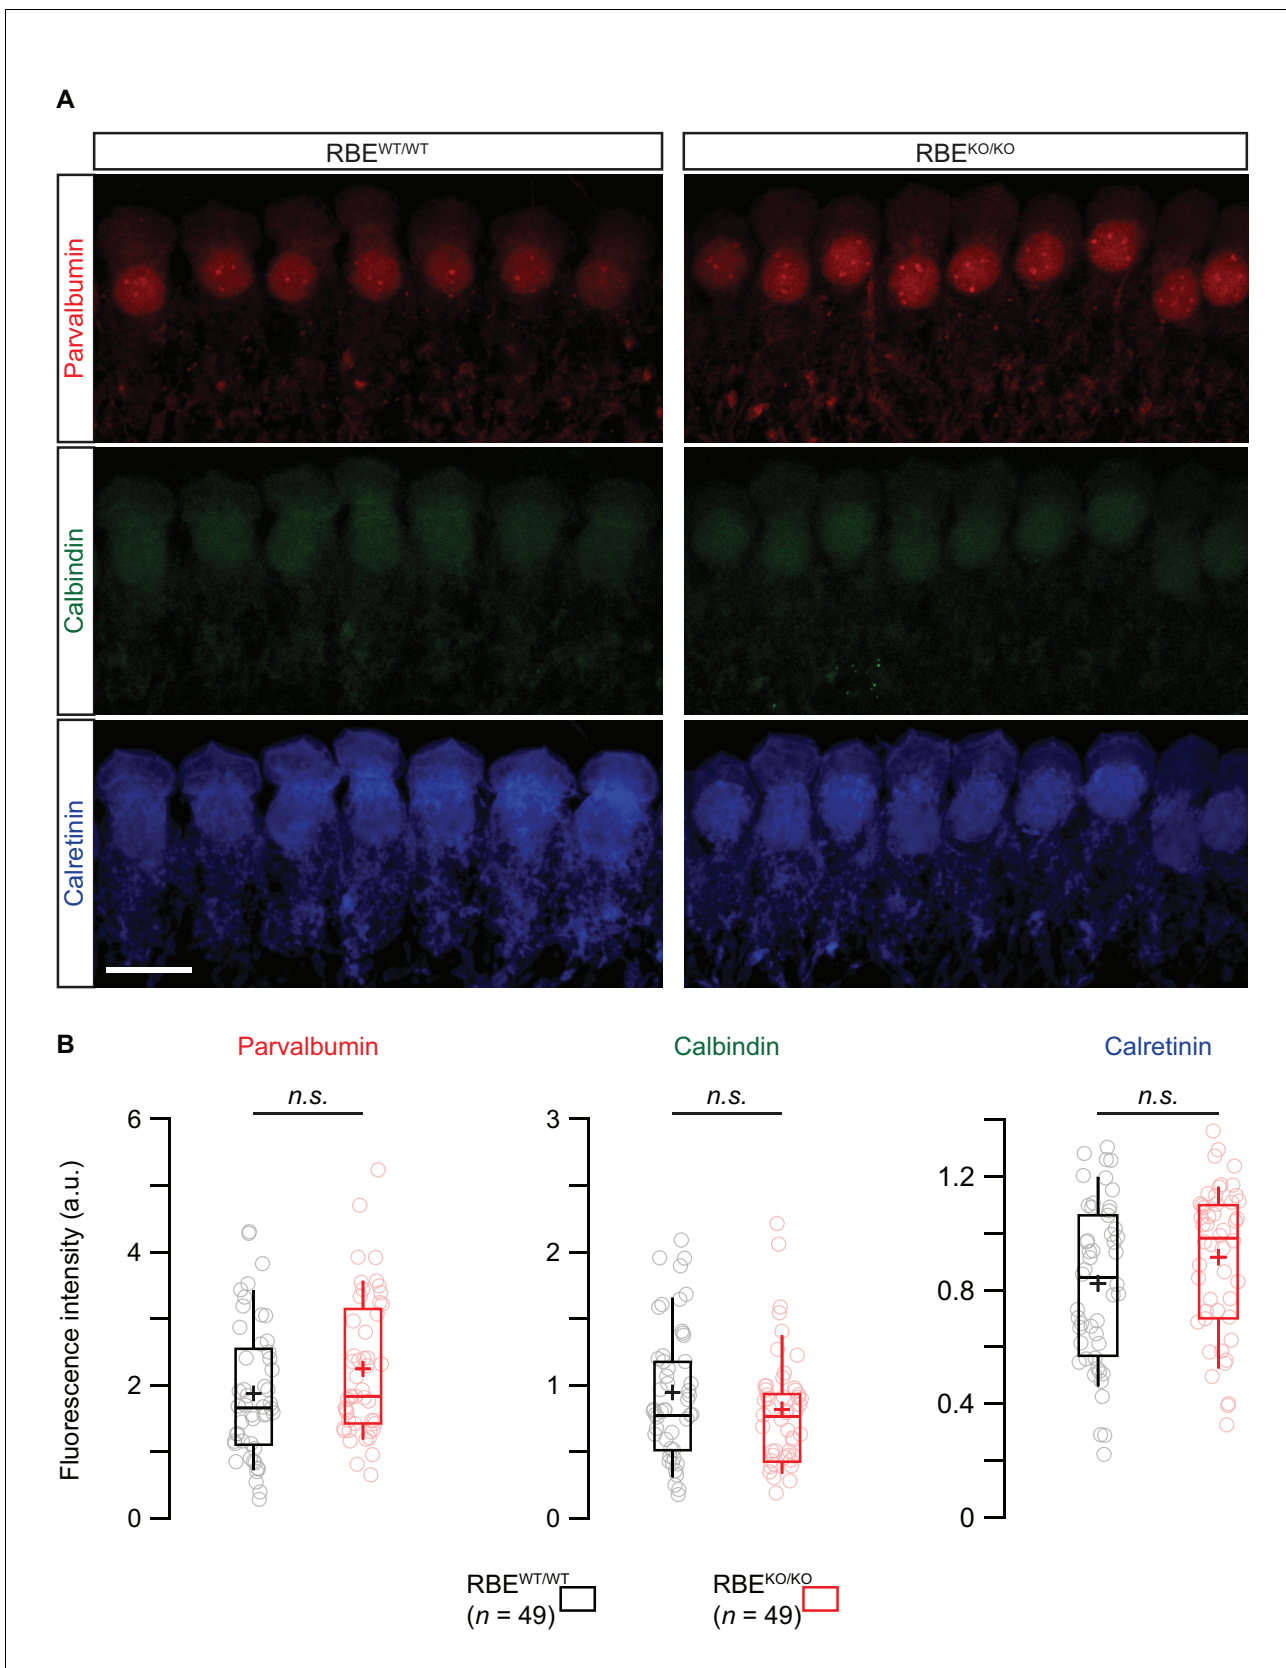 A
RBEWT/WT
RBEKO/KO
Parvalbumin
Calbindin
Calretinin
B
Parvalbumin
Calbindin
Calretinin
n.s.
n.s.
n.s.
Fluorescence intensity (a.u.)
6
4
2
0
3
2
1
0
1.2
0.8
0.4
0
RBEWT/WT
(n = 49)
RBEKO/KO
(n = 49)